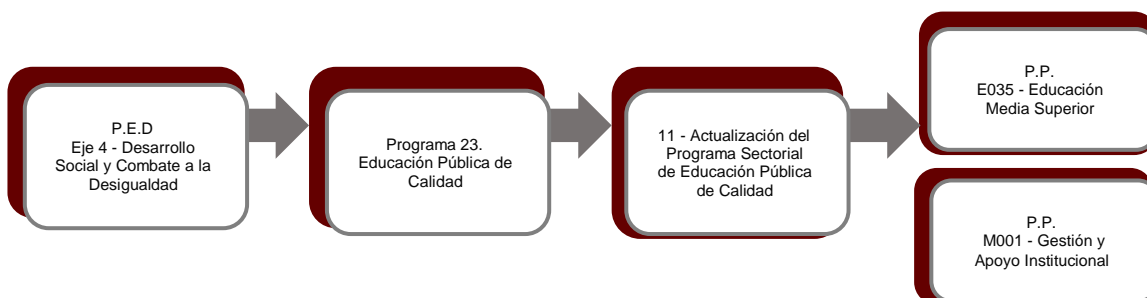 P.E.D
Eje 4 - Desarrollo
Social y Combate a la
Desigualdad
Programa 23.
Educación Pública de
Calidad
11 - Actualización del
Programa Sectorial
de Educación Pública
de Calidad
P.P.
E035 - Educación
Media Superior
P.P.
M001 - Gestión y
Apoyo Institucional